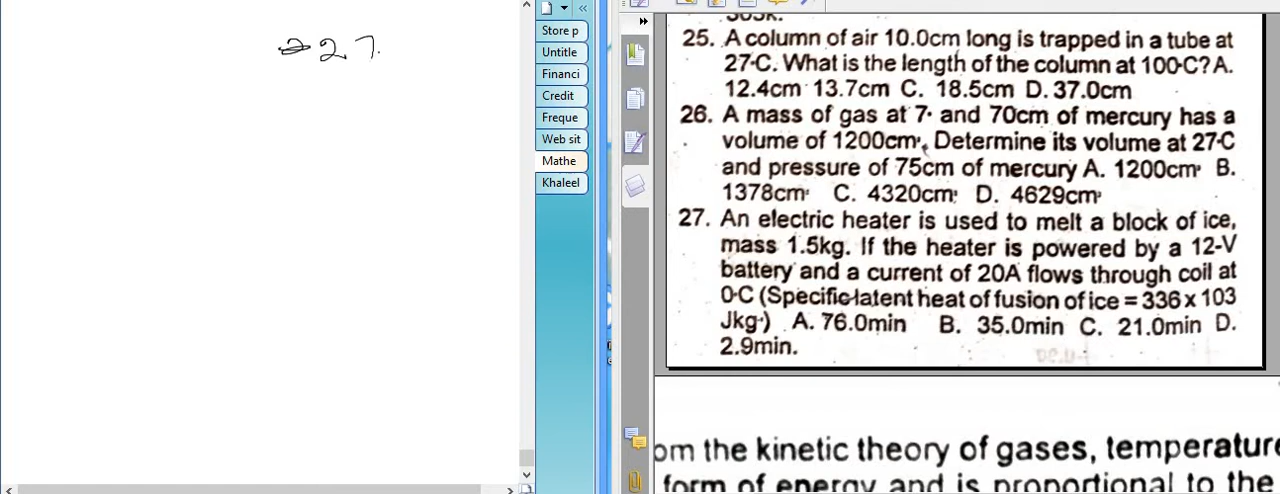 27.
Store p
Untitle
Financi
Credit
Freque
Web sit
Mathe
Khaleel
25. A column of air 10.0cm long is trapped in a tube at
27·C. What is the length of the column at 100·C? A.
12.4cm 13.7cm C. 18.5cm D. 37.0cm
26. A mass of gas at 7· and 70cm of mercury has a
volume of 1200cm³. Determine its volume at 27·C
and pressure of 75cm of mercury A. 1200cm³ B.
1378cm³ C. 4320cm³ D. 4629cm³
27. An electric heater is used to melt a block of ice,
mass 1.5kg. If the heater is powered by a 12-V
battery and a current of 20A flows through coil at
0·C (Specific latent heat of fusion of ice = 336 x 103
Jkg-) A. 76.0min B. 35.0min C. 21.0min D.
2.9min.
om the kinetic theory of gases, temperature
form of energy and is proportional to the